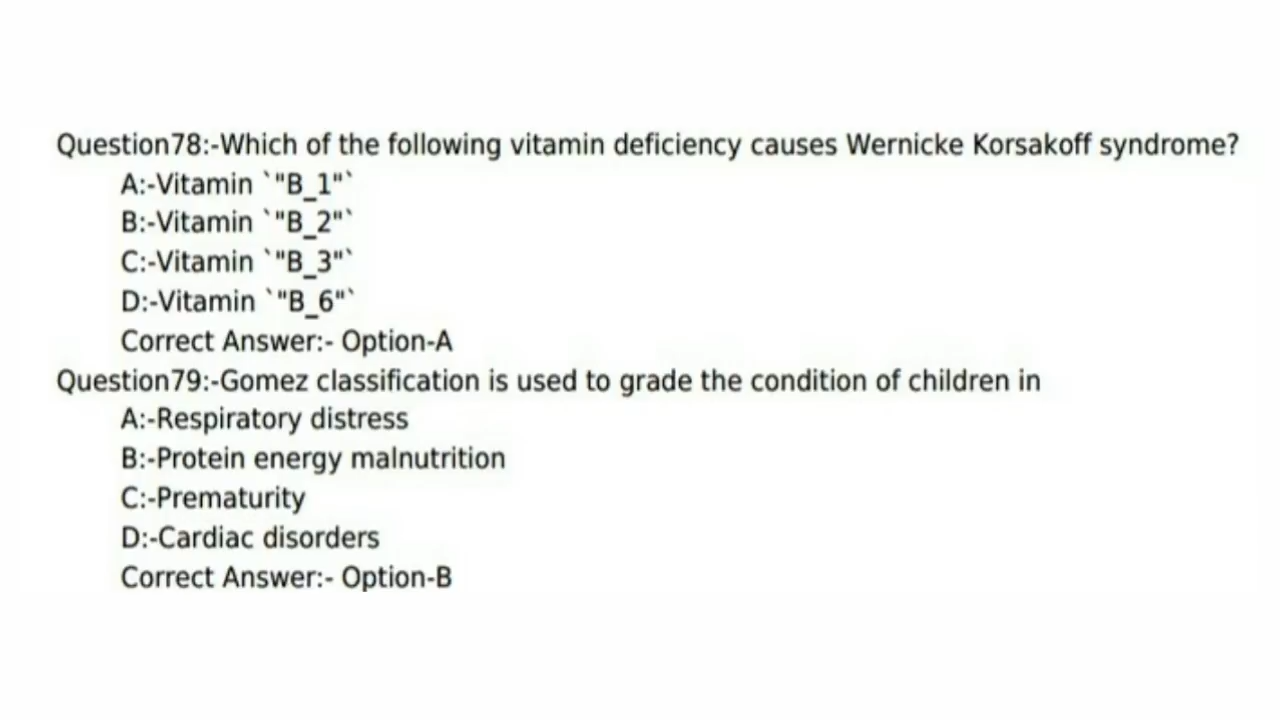 Question78:-Which of the following vitamin deficiency causes Wernicke Korsakoff syndrome?
A:-Vitamin `"B_1"`
B:-Vitamin `"B_2"`
C:-Vitamin `"B_3"`
D:-Vitamin `"B_6"`
Correct Answer:- Option-A
Question79:-Gomez classification is used to grade the condition of children in
A:-Respiratory distress
B:-Protein energy malnutrition
C:-Prematurity
D:-Cardiac disorders
Correct Answer:- Option-B